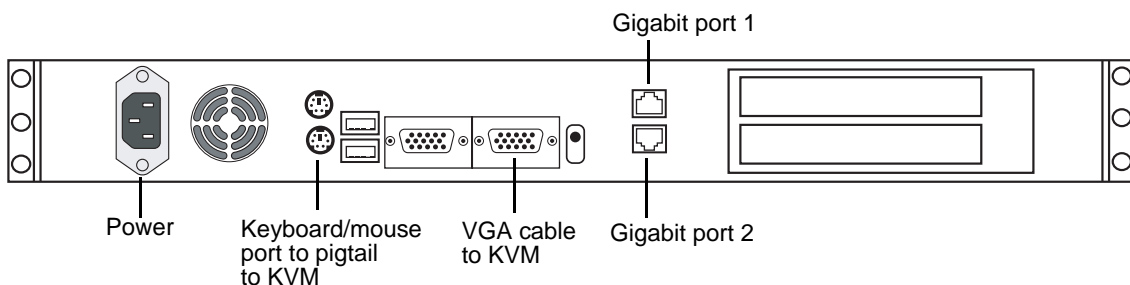 Gigabit port 1
Power
Keyboard/mouse
port to pigtail
to KVM
VGA cable
to KVM
Gigabit port 2